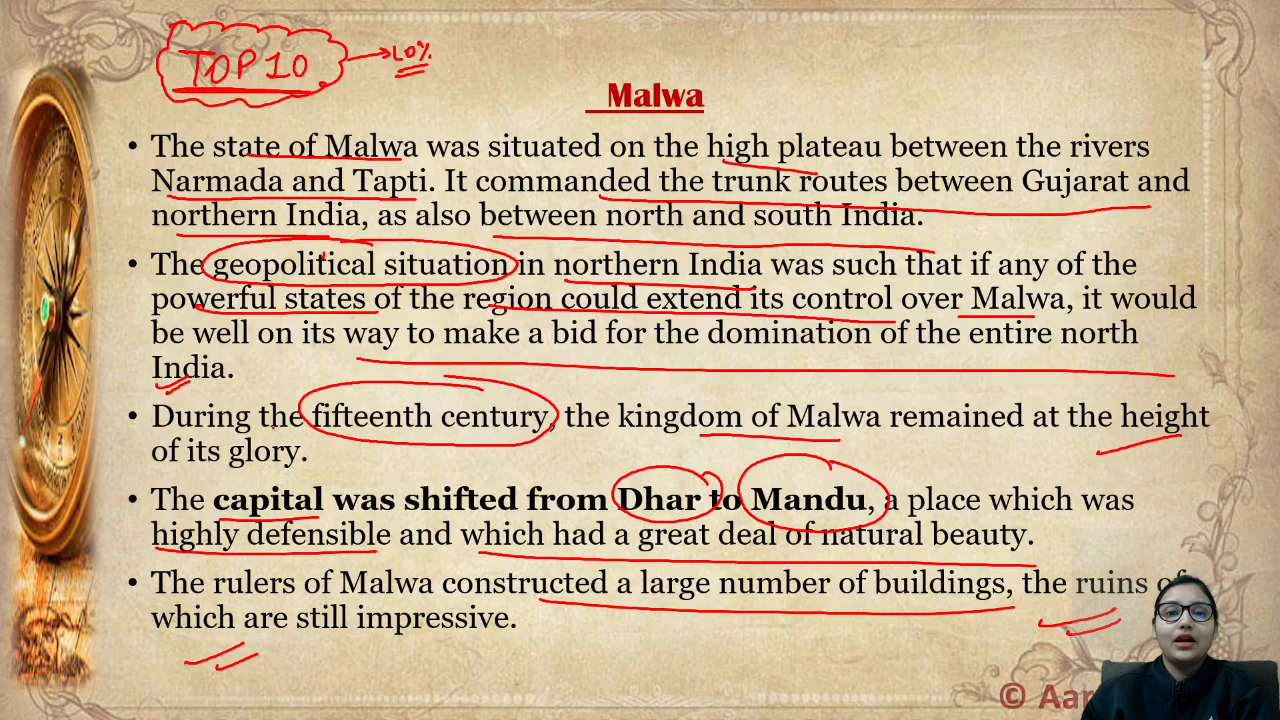 TOP 10 → 10%
Malwa
• The state of Malwa was situated on the high plateau between the rivers
Narmada and Tapti. It commanded the trunk routes between Gujarat and
northern India, as also between north and south India.
• The geopolitical situation in northern India was such that if any of the
powerful states of the region could extend its control over Malwa, it would
be well on its way to make a bid for the domination of the entire north
India.
• During the fifteenth century, the kingdom of Malwa remained at the height
of its glory.
• The capital was shifted from Dhar to Mandu, a place which was
highly defensible and which had a great deal of natural beauty.
• The rulers of Malwa constructed a large number of buildings, the ruins of
which are still impressive.
©